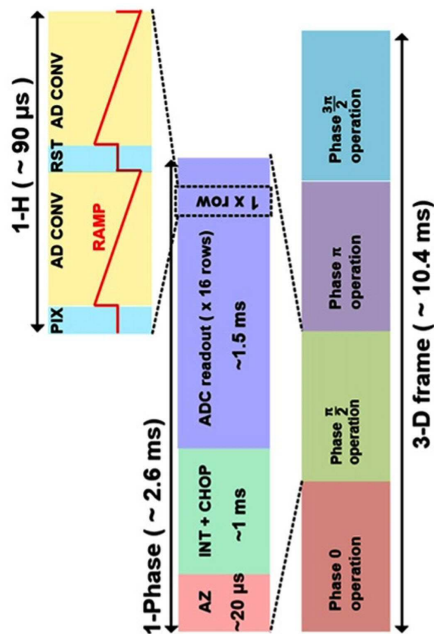 1-H ( ~ 90 μs )
PIX
AD CONV
RST
AD CONV
RAMP
1-Phase ( ~ 2.6 ms)
AZ
~20 μs
INT + CHOP
~1 ms
ADC readout ( x 16 rows)
~1.5 ms
1 x row
Phase 0
operation
Phase π/2
operation
Phase π
operation
Phase 3π/2
operation
3-D frame ( ~ 10.4 ms)